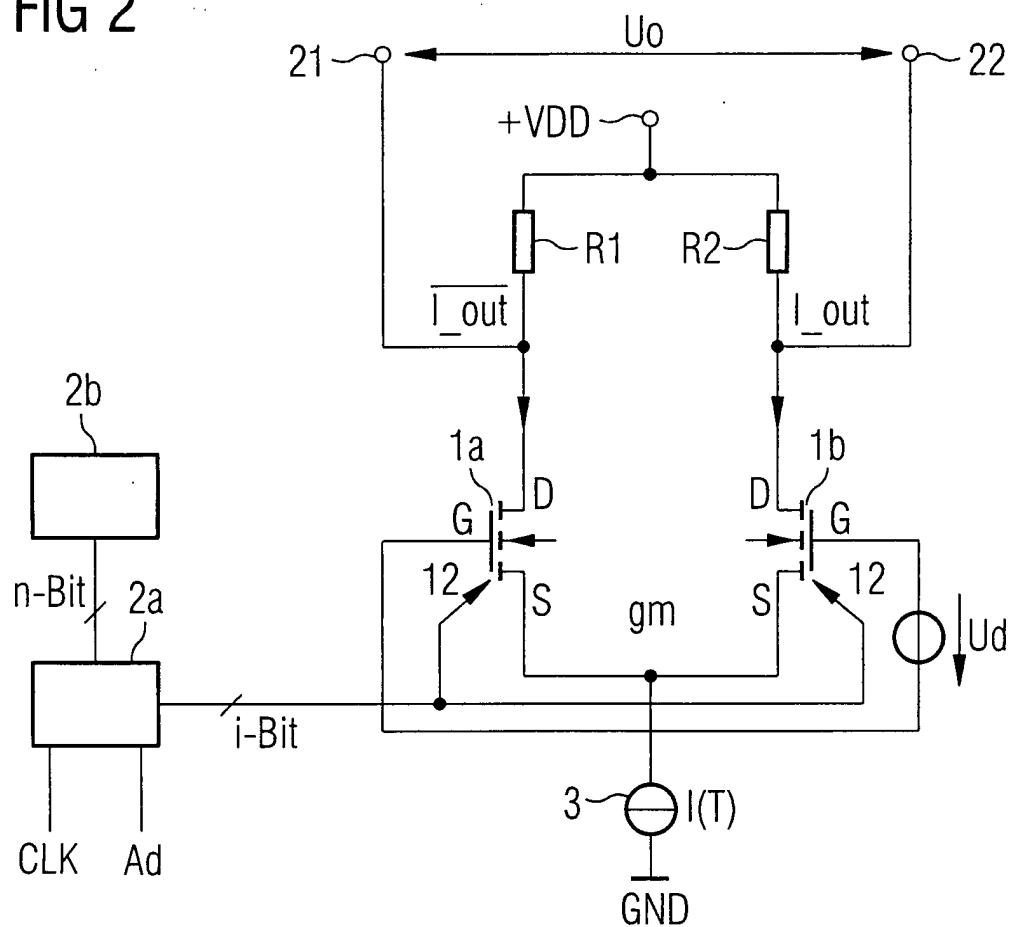 FIG 2
Uo
21
22
+VDD
R1
R2
I_out
I_out
2b
1a
1b
D
D
G
G
n-Bit
2a
12
12
S
S
gm
Ud
i-Bit
3
I(T)
CLK
Ad
GND